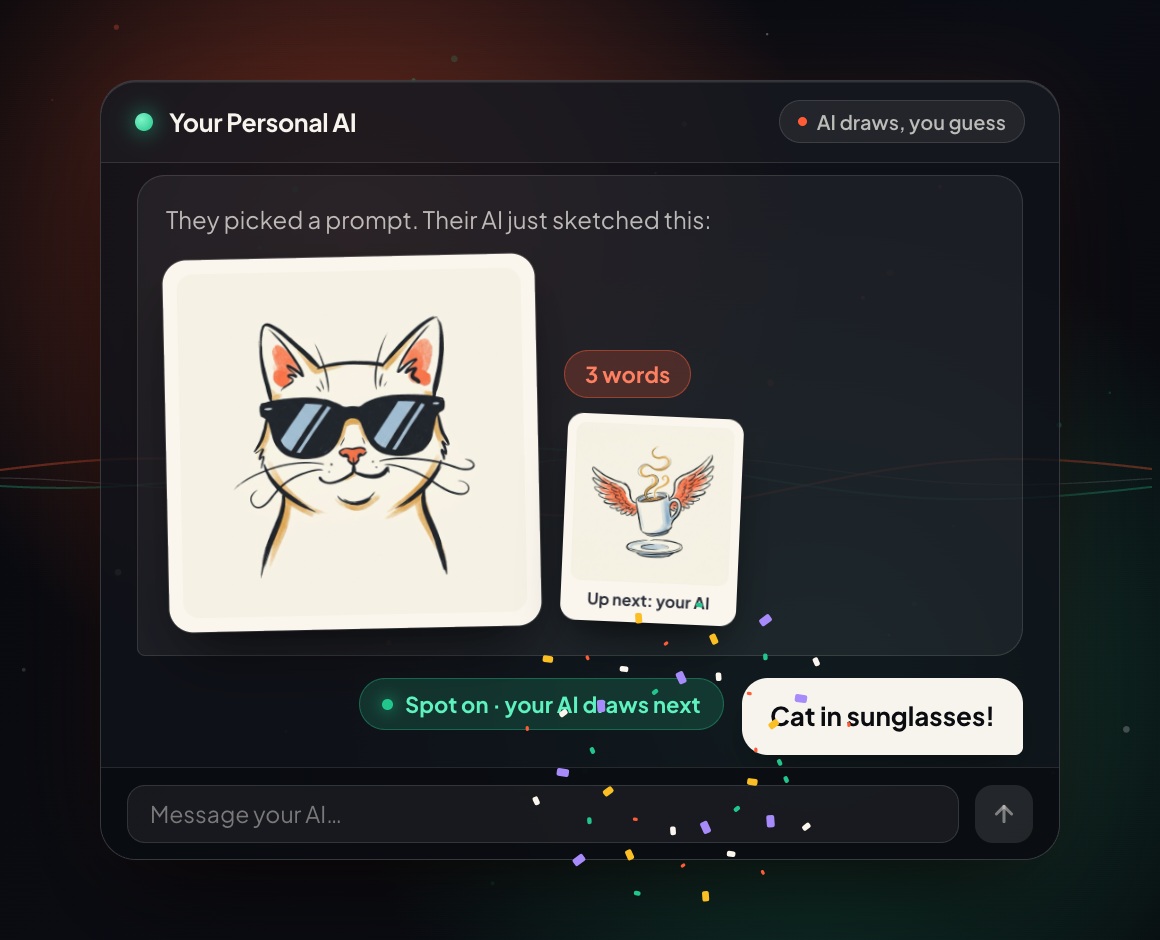 Your Personal AI
AI draws, you guess
They picked a prompt. Their AI just sketched this:
3 words
Up next: your AI
Spot on · your AI draws next
Cat in sunglasses!
Message your AI...